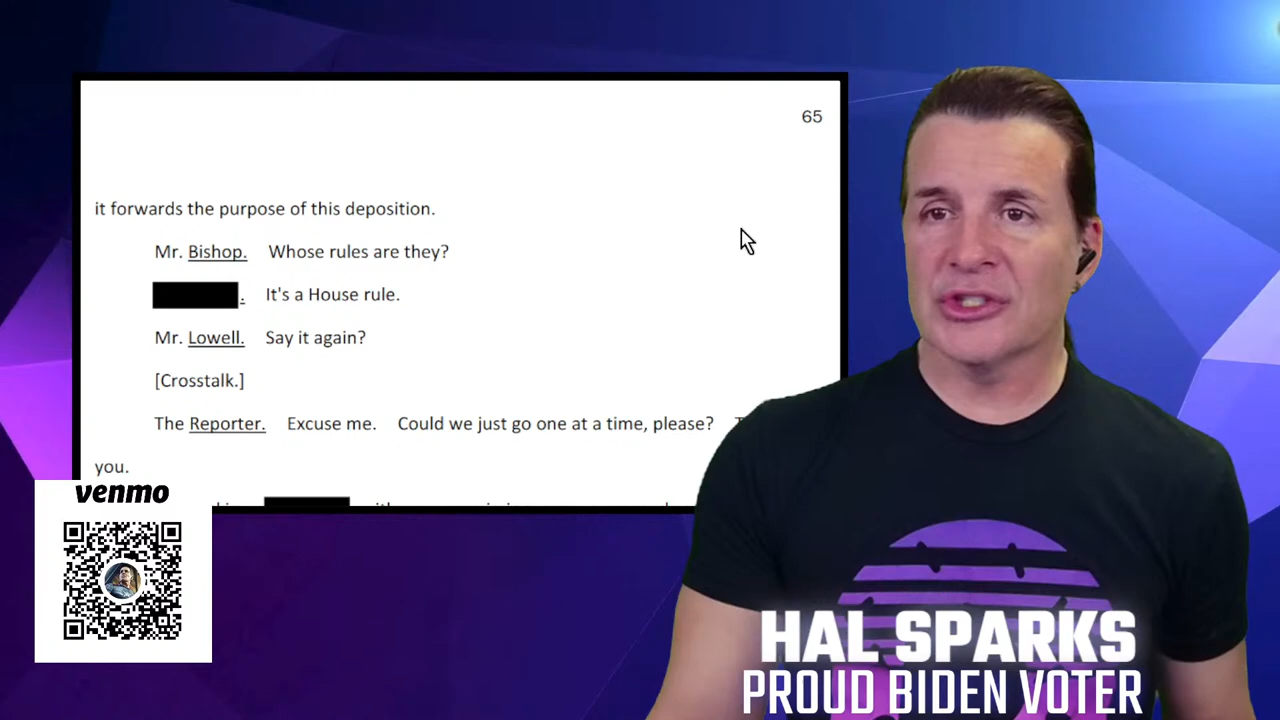 65
it forwards the purpose of this deposition.
Mr. Bishop. Whose rules are they?
. It's a House rule.
Mr. Lowell. Say it again?
[Crosstalk.]
The Reporter. Excuse me. Could we just go one at a time, please?
you.
venmo
HAL SPARKS
PROUD BIDEN VOTER